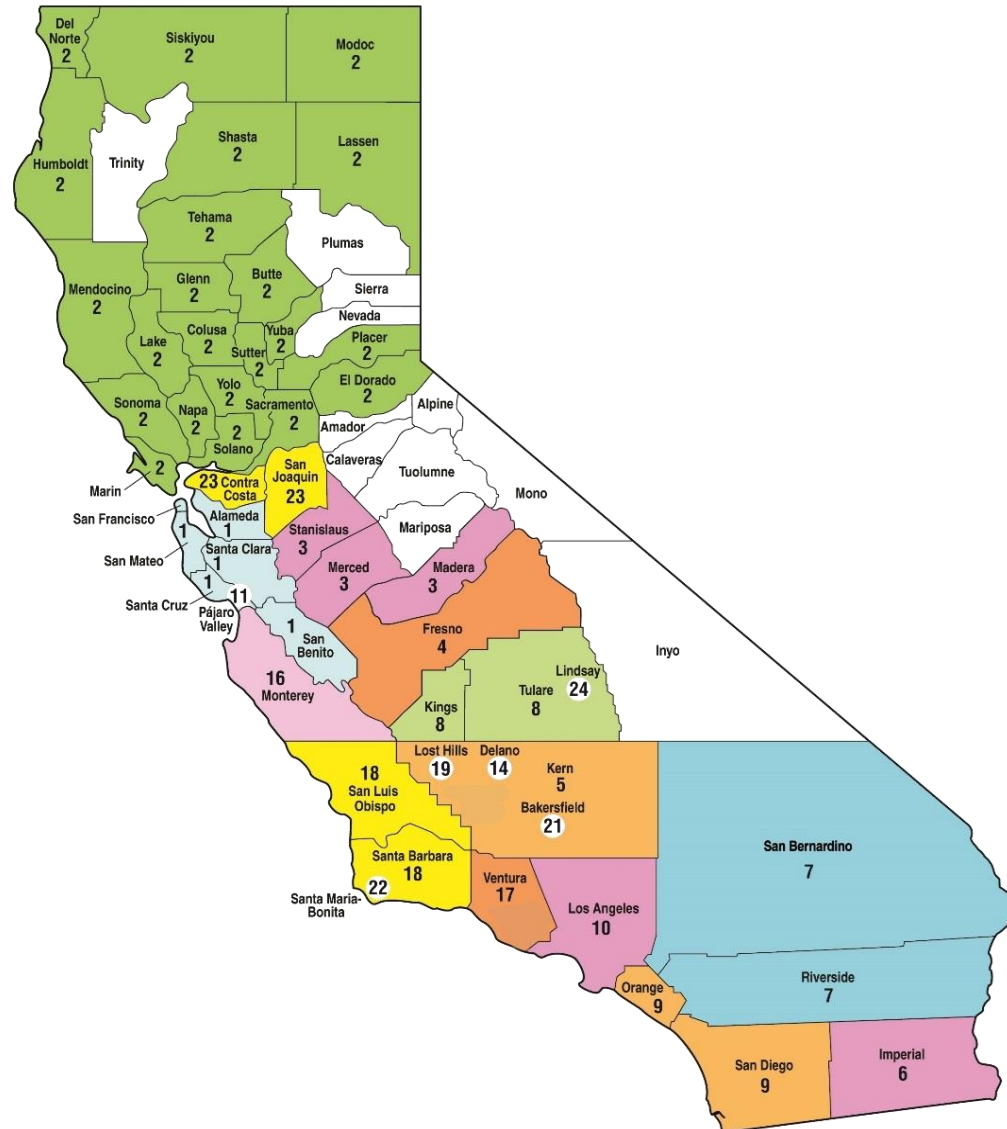 Del
Norte
2
Siskiyou
2
Modoc
2
Humboldt
2
Trinity
Shasta
2
Lassen
2
Tehama
2
Plumas
Mendocino
2
Glenn
2
Butte
2
Sierra
Nevada
Lake
2
Colusa
2
Sutter
2
Yuba
2
Placer
2
El Dorado
2
Sonoma
2
Napa
2
Yolo
2
Sacramento
2
2
Solano
Alpine
Amador
Calaveras
Tuolumne
Mono
Mariposa
2
Marin
23 Contra
Costa
San
Joaquin
23
San Francisco
Alameda
1
Stanislaus
3
1
San Mateo
Santa Clara
1
Merced
3
Madera
3
1
Santa Cruz
11
Pájaro
Valley
1
San
Benito
Fresno
4
Inyo
16
Monterey
Kings
8
Tulare
8
Lindsay
24
Lost Hills
19
Delano
14
Kern
5
Bakersfield
21
18
San Luis
Obispo
Santa Barbara
18
22
Santa Maria-
Bonita
Ventura
17
Los Angeles
10
San Bernardino
7
Orange
9
Riverside
7
San Diego
9
Imperial
6